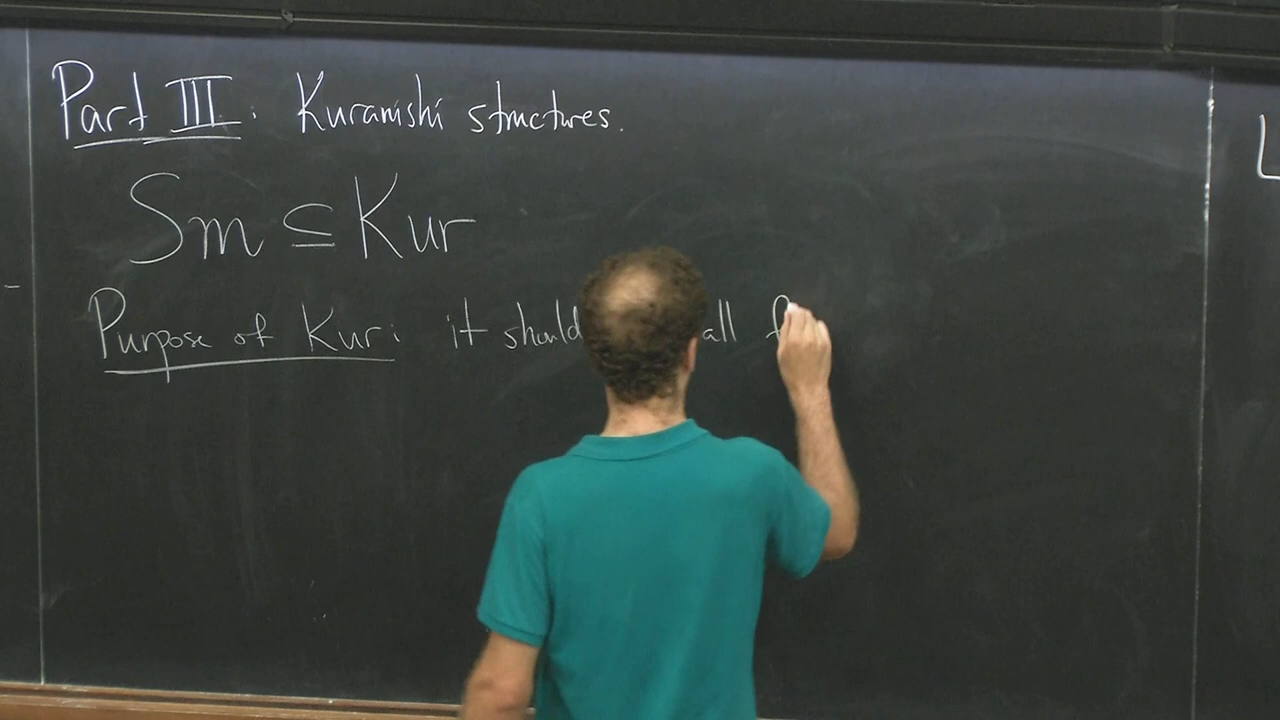 Part III: Kuranishi structures.
Sm ⊆ Kur
Purpose of Kur: it should all